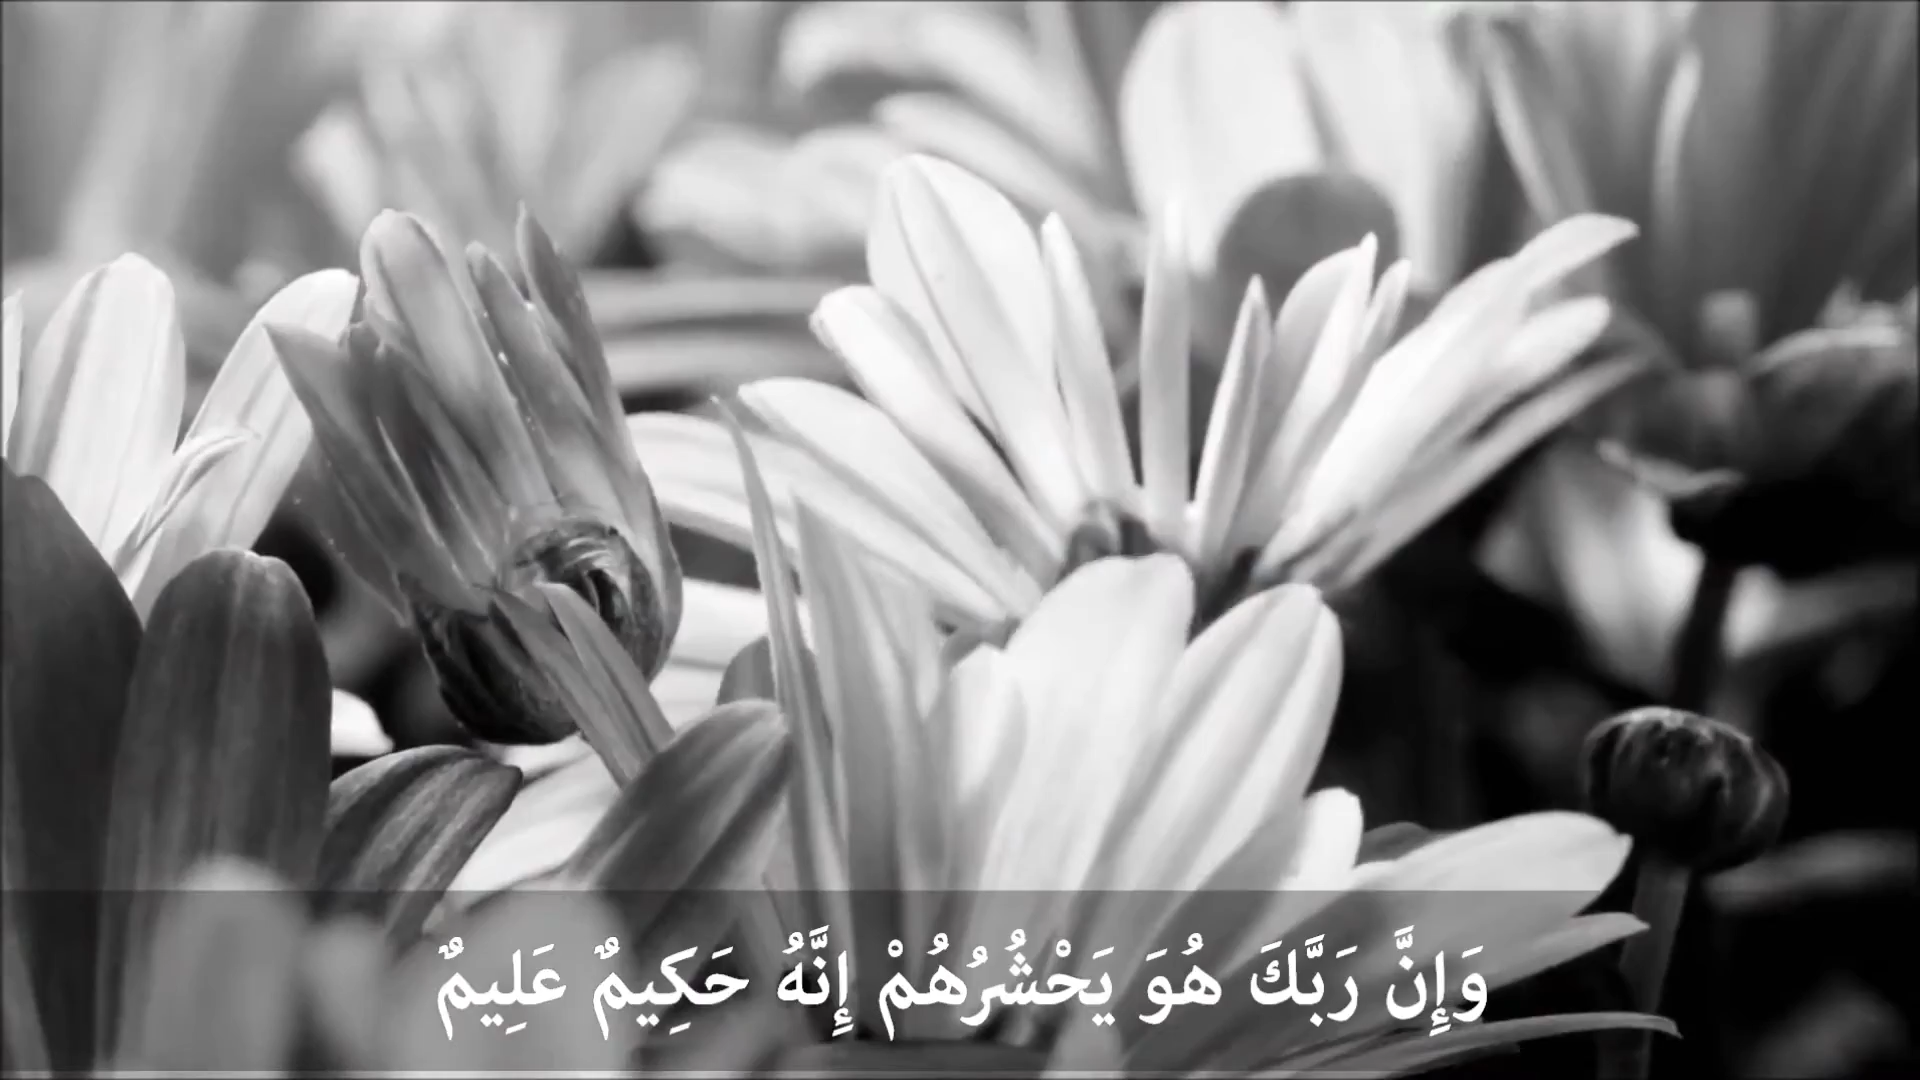 وَإِنَّ رَبَّكَ هُوَ يَحْشُرُهُمْ إِنَّهُ حَكِيمٌ عَلِيمٌ